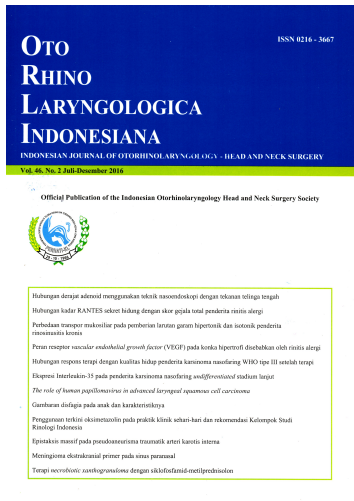 ISSN 0216 - 3667
OTO
RHINO
LARYNGOLOGICA
INDONESIANA
INDONESIAN JOURNAL OF OTORHINOLARYNGOLOGY - HEAD AND NECK SURGERY
Vol. 46. No. 2 Juli-Desember 2016
Official Publication of the Indonesian Otorhinolaryngology Head and Neck Surgery Society
Hubungan derajat adenoid menggunakan teknik nasoendoskopi dengan tekanan telinga tengah
Hubungan kadar RANTES sekret hidung dengan skor gejala total penderita rinitis alergi
Perbedaan transpor mukosiliar pada pemberian larutan garam hipertonik dan isotonik penderita
rinosinusitis kronis
Peran reseptor vascular endothelial growth factor (VEGF) pada konka hipertrofi disebabkan oleh rinitis alergi
Hubungan respons terapi dengan kualitas hidup penderita karsinoma nasofaring WHO tipe III setelah terapi
Ekspresi Interleukin-35 pada penderita karsinoma nasofaring undifferentiated stadium lanjut
The role of human papillomavirus in advanced laryngeal squamous cell carcinoma
Gambaran disfagia pada anak dan karakteristiknya
Penggunaan terkini oksimetazolin pada praktik klinik sehari-hari dan rekomendasi Kelompok Studi
Rinologi Indonesia
Epistaksis massif pada pseudoaneurisma traumatik arteri karotis interna
Meningioma ekstrakranial primer pada sinus paranasal
Terapi necrobiotic xanthogranuloma dengan siklofosfamid-metilprednisolon